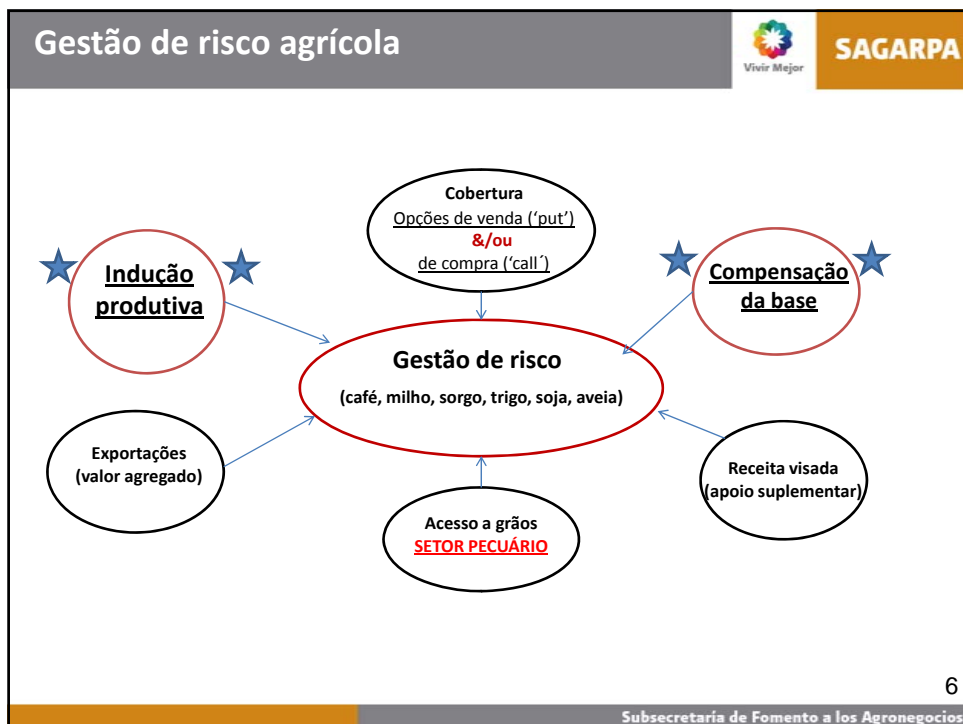 Gestão de risco agrícola
Vivir Mejor
SAGARPA
Cobertura
Opções de venda (‘put’)
&/ou
de compra (‘call´)
Indução
produtiva
Compensação
da base
Gestão de risco
(café, milho, sorgo, trigo, soja, aveia)
Exportações
(valor agregado)
Receita visada
(apoio suplementar)
Acesso a grãos
SETOR PECUÁRIO
6
Subsecretaría de Fomento a los Agronegocios